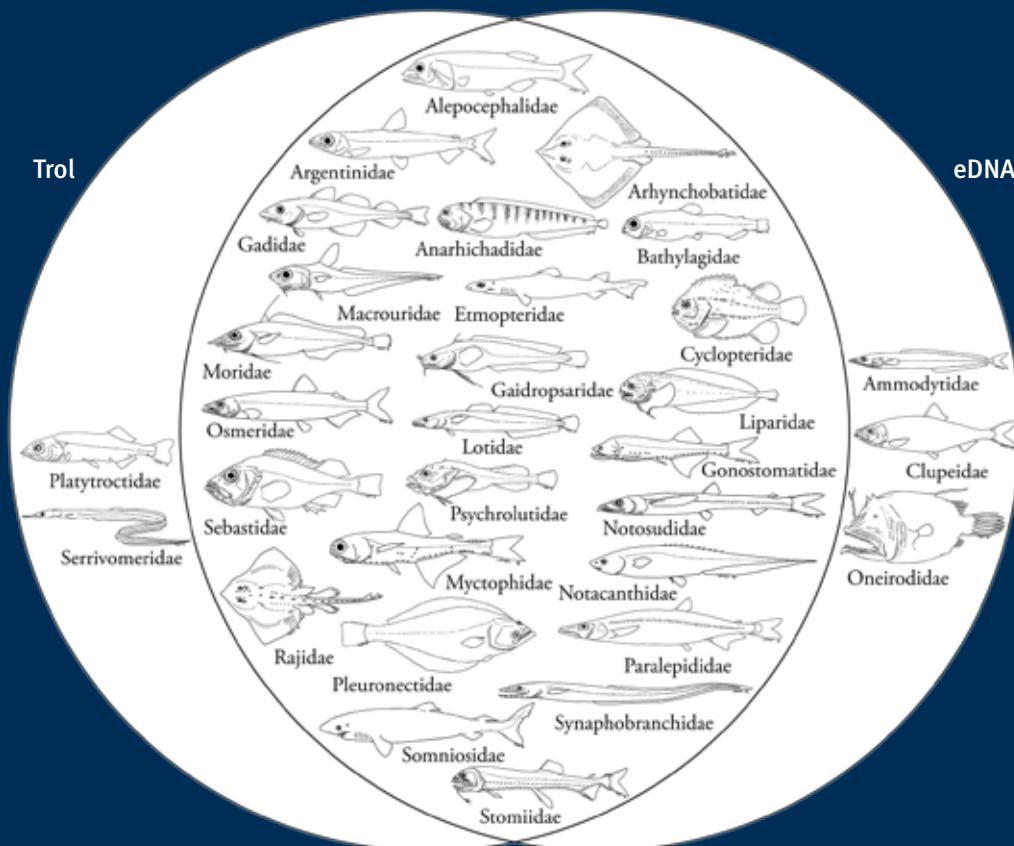 Alepocephalidae
Trol
eDNA
Argentinidae
Arhynchobatidae
Gadidae
Anarhichadidae
Bathylagidae
Macrouridae
Etmopteridae
Moridae
Cyclopteridae
Gaidropsaridae
Ammodytidae
Osmeridae
Liparidae
Lotidae
Platytroctidae
Gonostomatidae
Clupeidae
Sebastidae
Psychrolutidae
Notosudidae
Serrivomeridae
Myctophidae
Notacanthidae
Oneirodidae
Rajidae
Pleuronectidae
Paralepididae
Synaphobranchidae
Somniosidae
Stomiidae